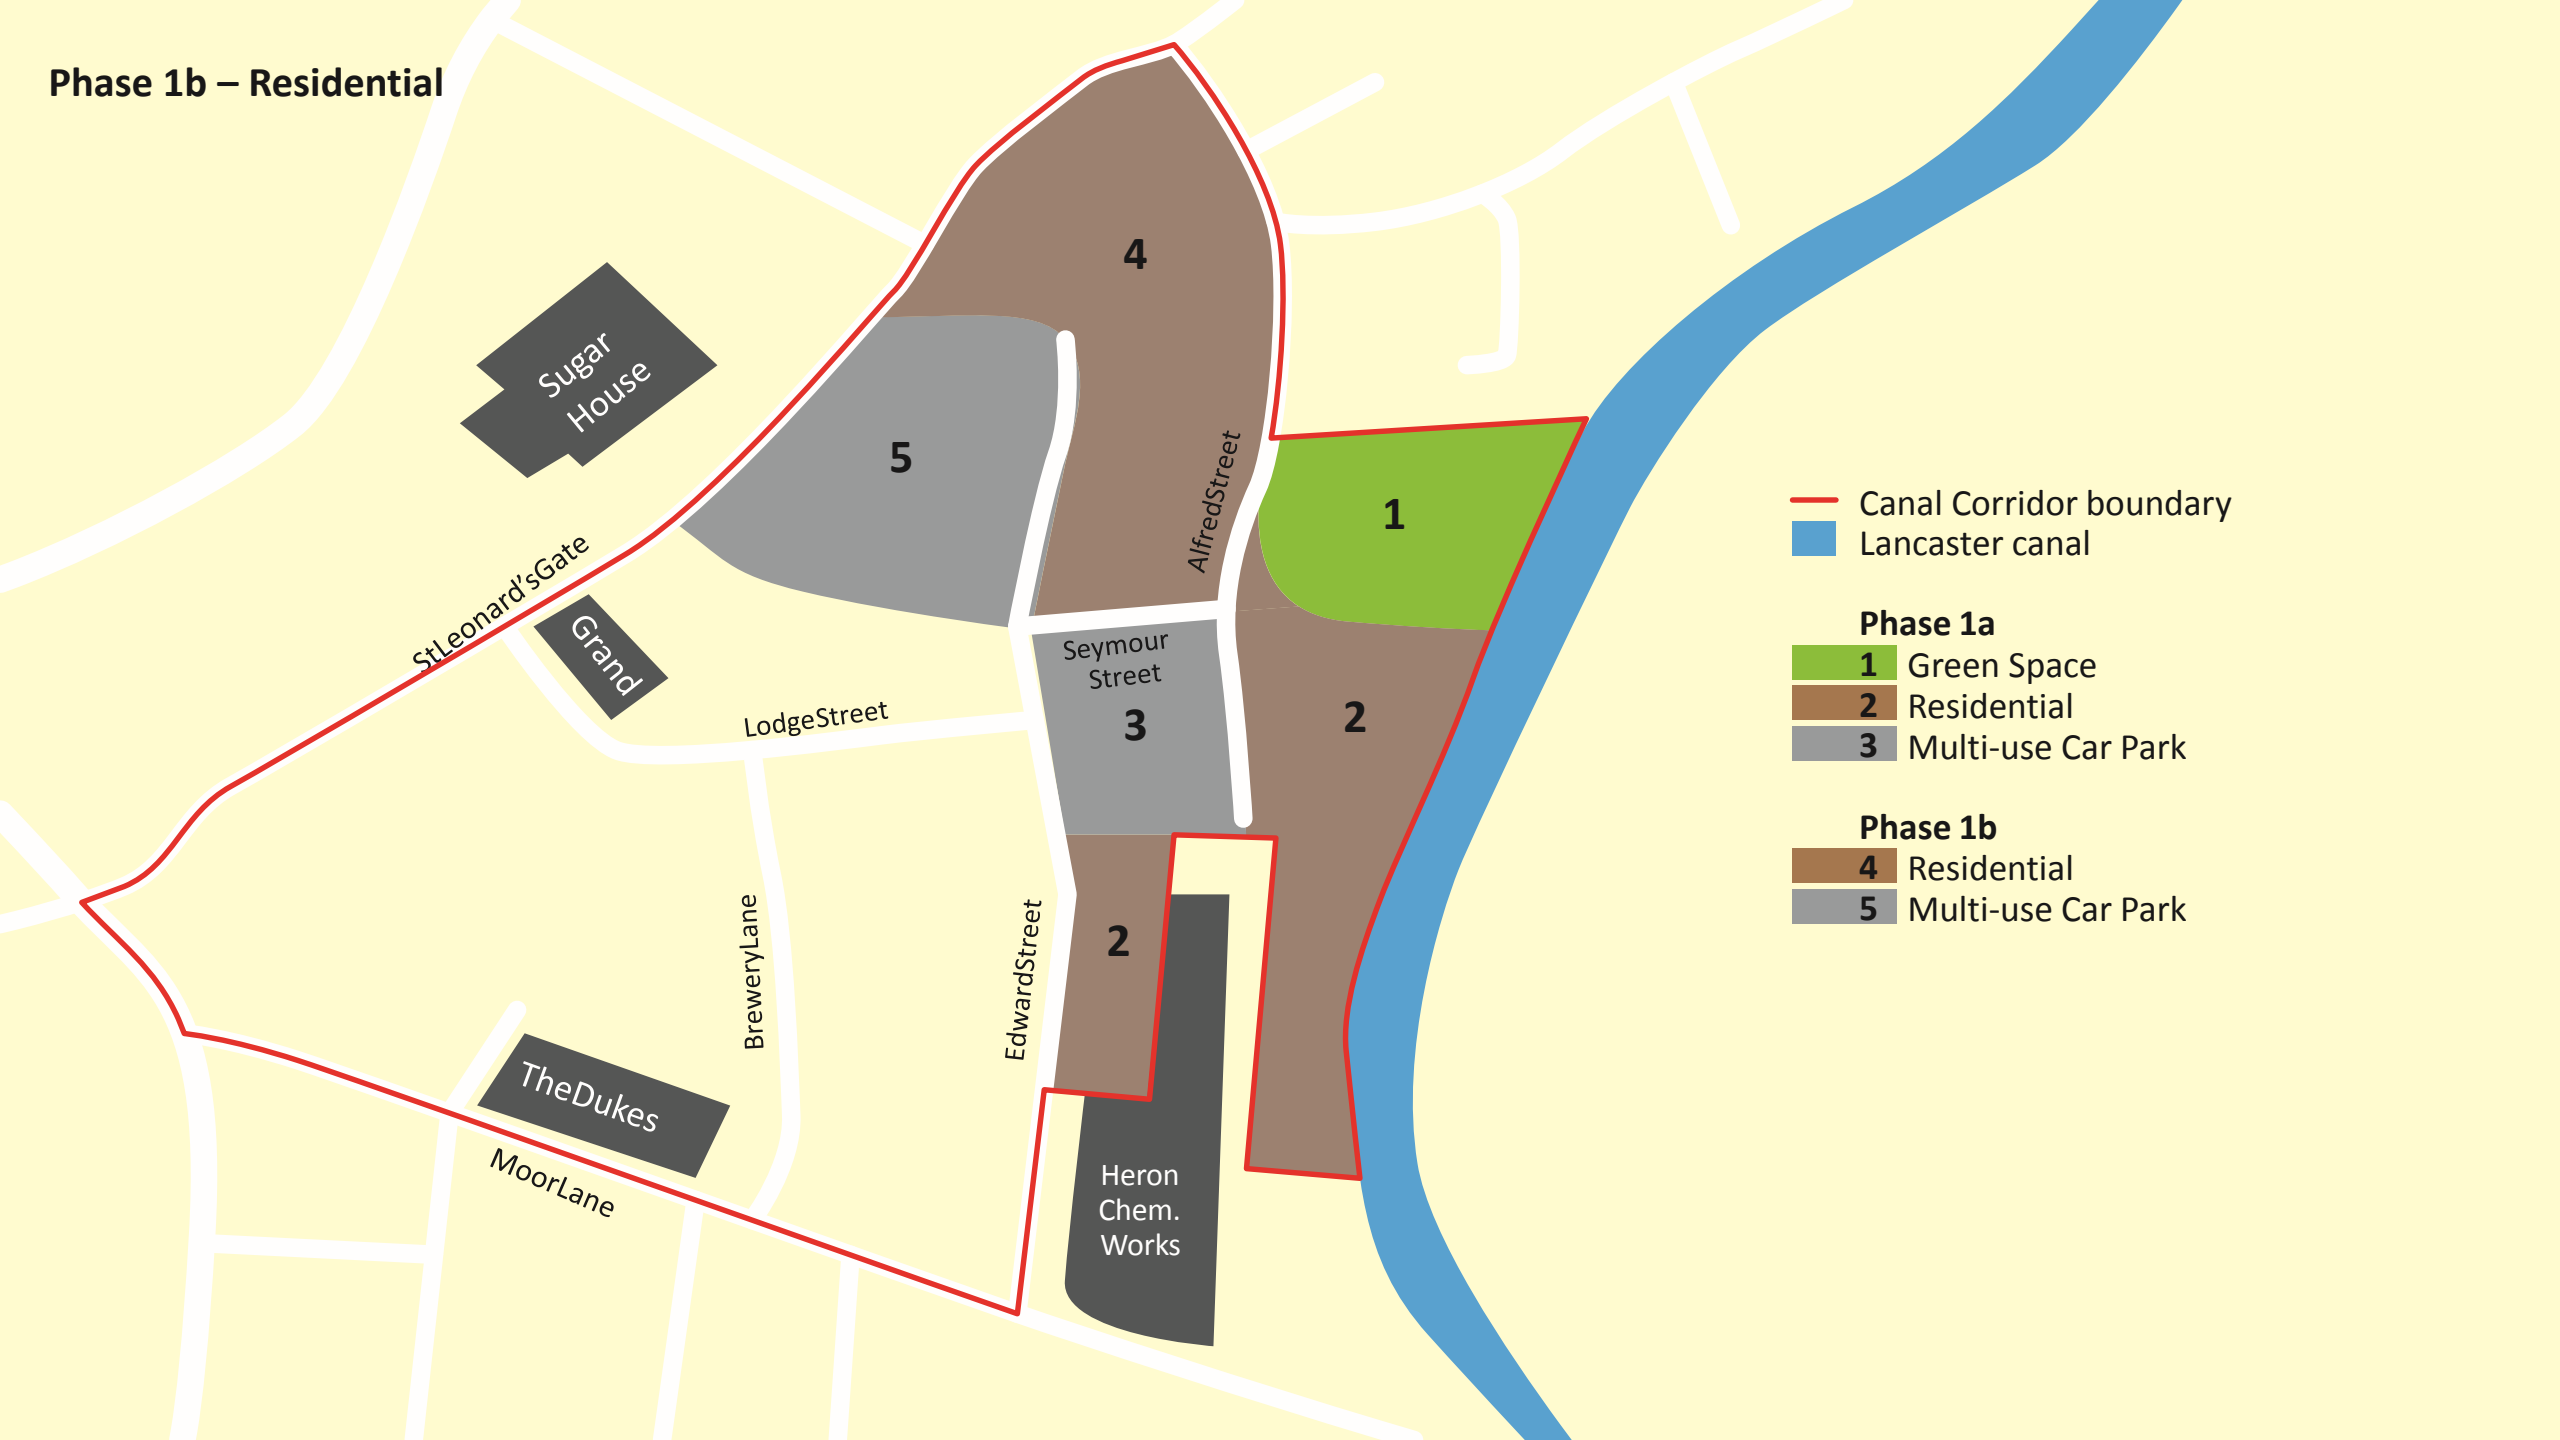 Phase 1b – Residential
4
Sugar
House
5
AlfredStreet
1
StLeonard'sGate
Grand
Seymour
Street
LodgeStreet
3
2
BreweryLane
EdwardStreet
2
TheDukes
MoorLane
Heron
Chem.
Works
Canal Corridor boundary
Lancaster canal
Phase 1a
1 Green Space
2 Residential
3 Multi-use Car Park
Phase 1b
4 Residential
5 Multi-use Car Park